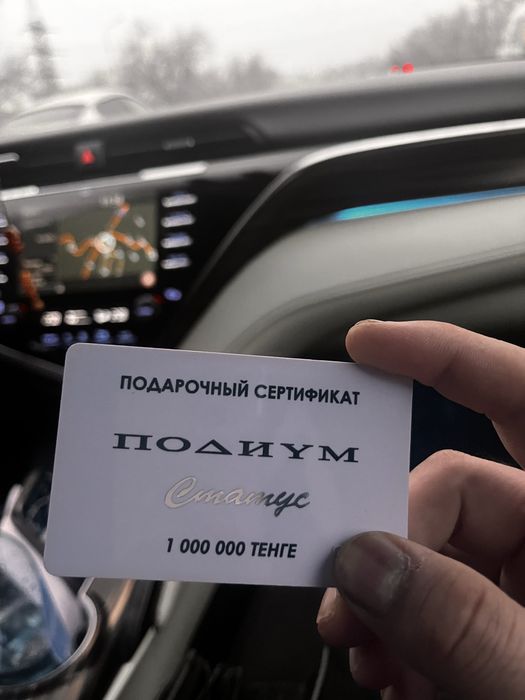 ПОДАРОЧНЫЙ СЕРТИФИКАТ
ПОДИУМ
Статус
1 000 000 ТЕНГЕ